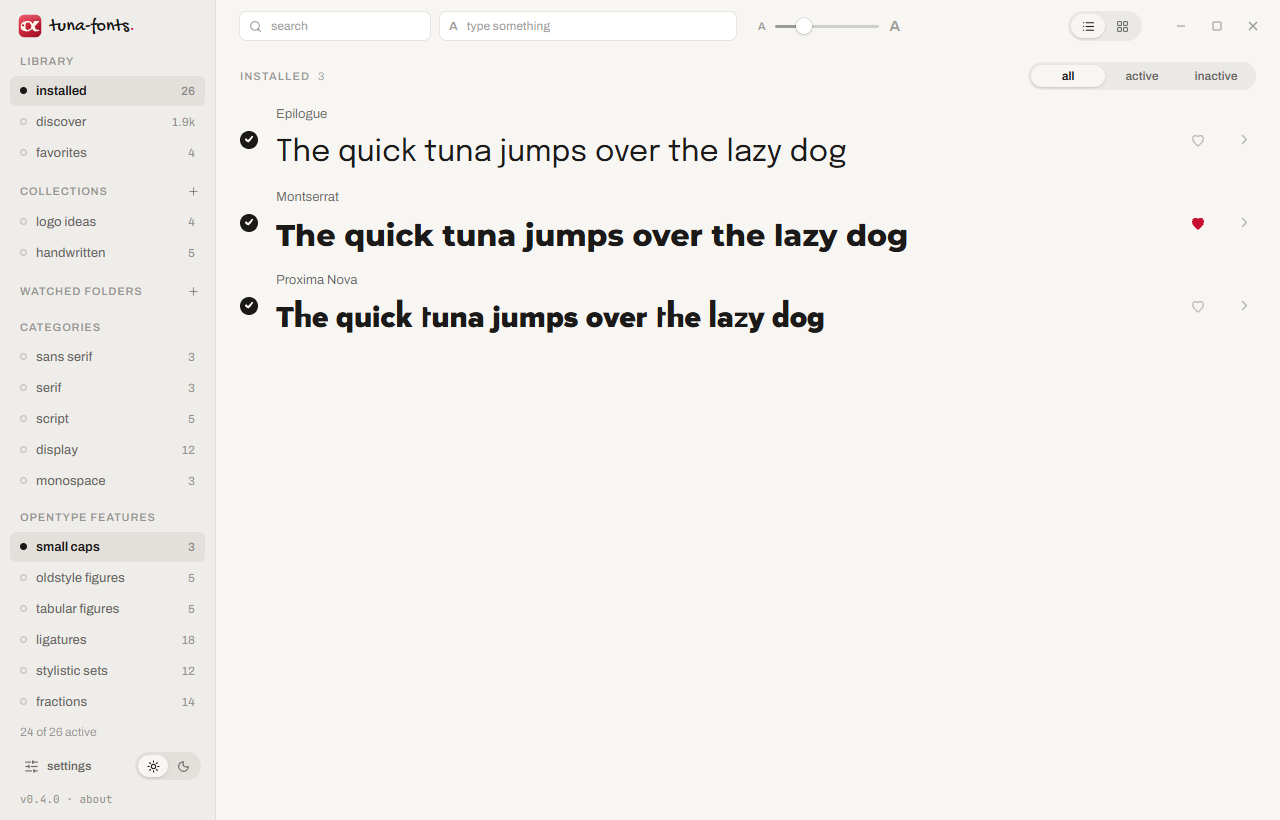 tuna-fonts.
search
A type something
A A
LIBRARY
installed 26
discover 1.9k
favorites 4
COLLECTIONS +
logo ideas 4
handwritten 5
WATCHED FOLDERS +
CATEGORIES
sans serif 3
serif 3
script 5
display 12
monospace 3
OPENTYPE FEATURES
small caps 3
oldstyle figures 5
tabular figures 5
ligatures 18
stylistic sets 12
fractions 14
24 of 26 active
settings
v0.4.0 · about
INSTALLED 3
all active inactive
Epilogue
The quick tuna jumps over the lazy dog
Montserrat
The quick tuna jumps over the lazy dog
Proxima Nova
The quick tuna jumps over the lazy dog